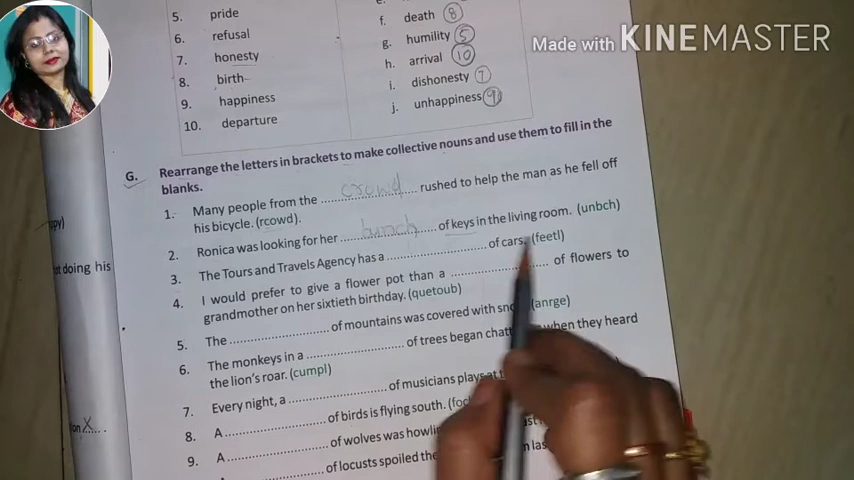 Made with KINEMASTER
5. pride
6. refusal
7. honesty
8. birth
9. happiness
10. departure
f. death 8
g. humility 5
h. arrival 10
i. dishonesty 7
j. unhappiness 9
G. Rearrange the letters in brackets to make collective nouns and use them to fill in the
blanks.
1. Many people from the crowd rushed to help the man as he fell off
his bicycle. (rcowd).
2. Ronica was looking for her bunch of keys in the living room. (unbch)
3. The Tours and Travels Agency has a .............................. of cars. (feetl)
4. I would prefer to give a flower pot than a .............................. of flowers to
grandmother on her sixtieth birthday. (quetoub)
5. The .............................. of mountains was covered with (anrge)
6. The monkeys in a .............................. of trees began when they heard
the lion's roar. (cumpl)
7. Every night, a .............................. of musicians plays at
8. A .............................. of birds is flying south.
9. A .............................. of wolves was
.............................. of locusts spoiled the
doing his